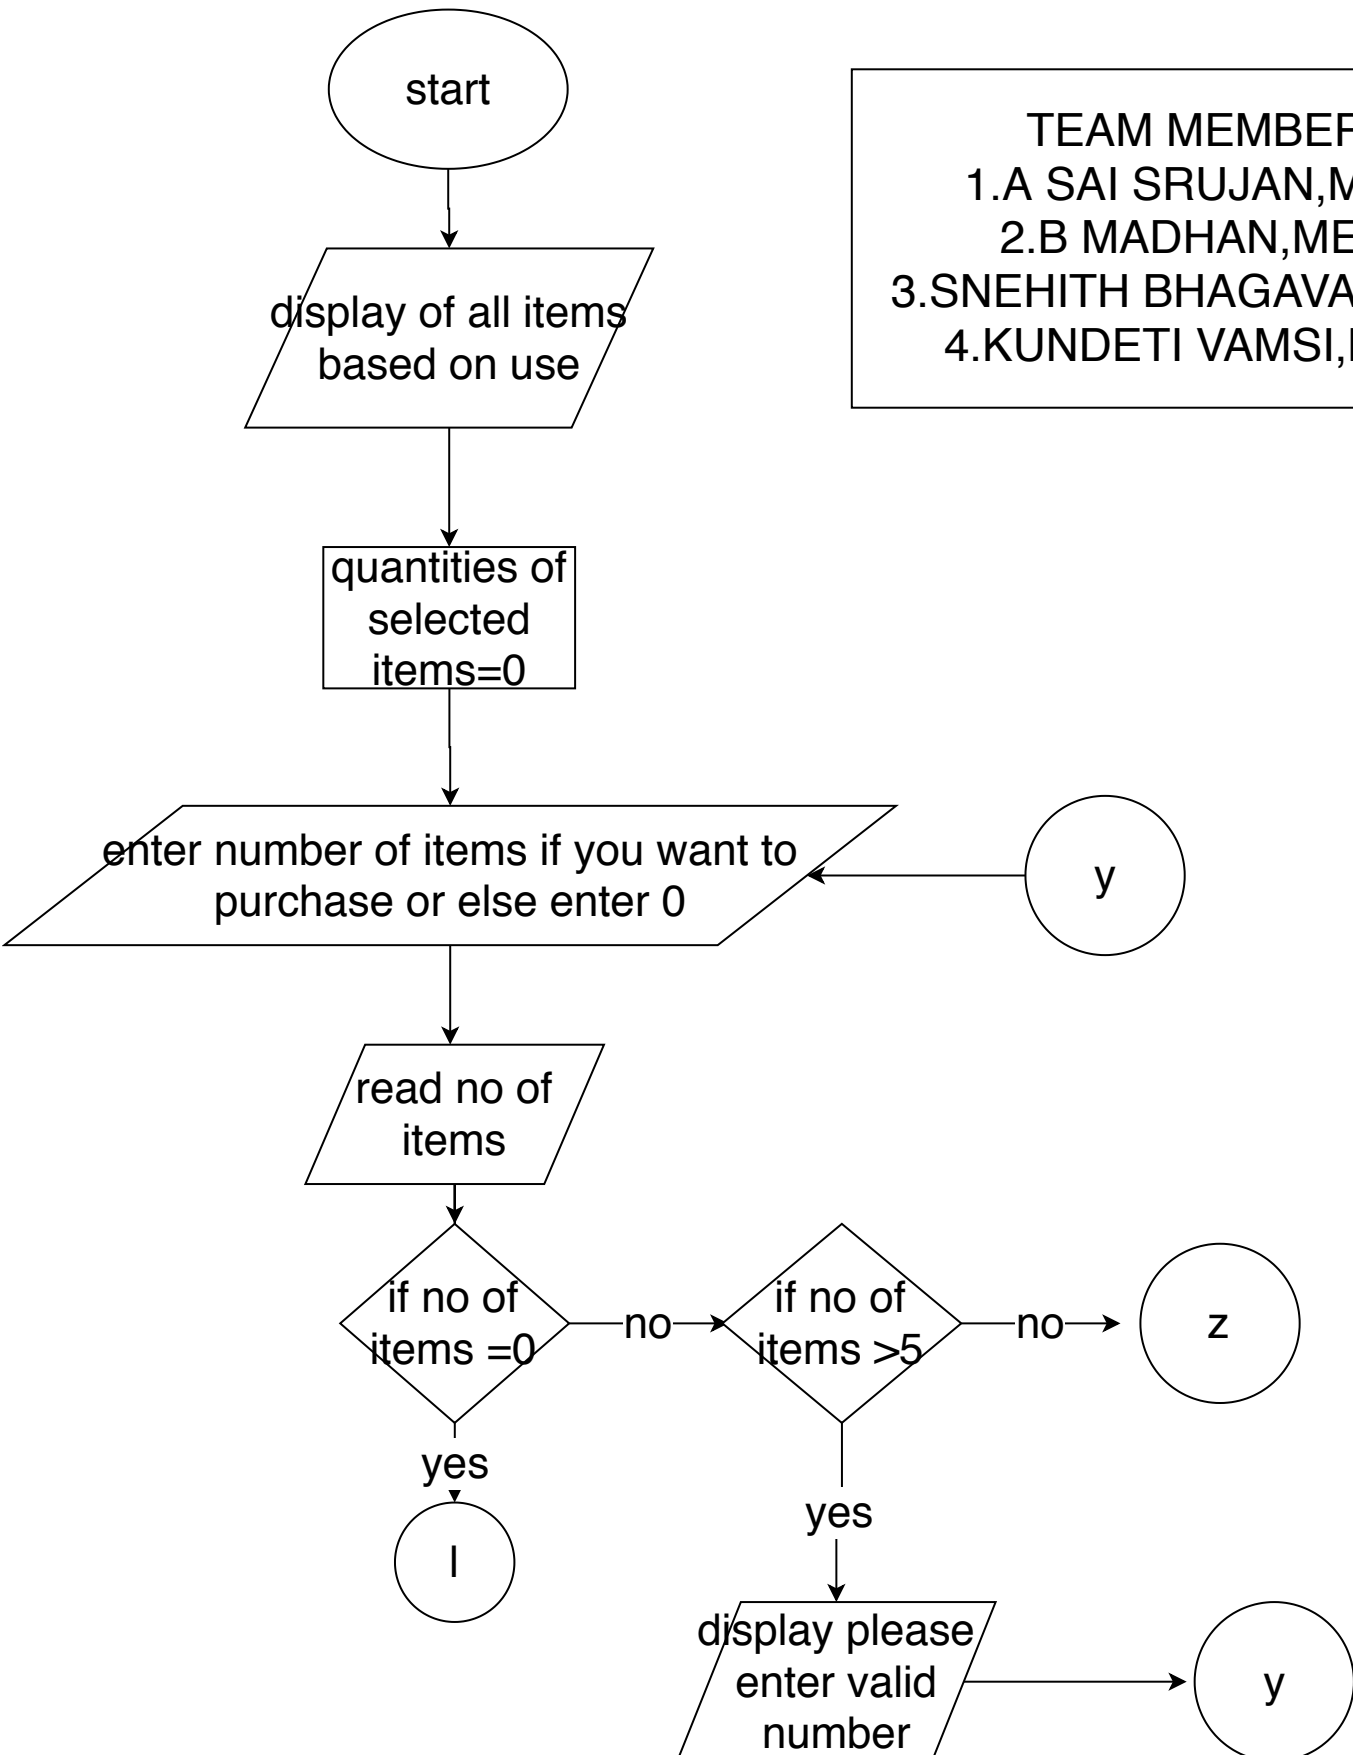 start
TEAM MEMBER
1.A SAI SRUJAN,M
2.B MADHAN,ME
3.SNEHITH BHAGAVA
4.KUNDETI VAMSI,
display of all items
based on use
quantities of
selected
items=0
enter number of items if you want to
purchase or else enter 0
y
read no of
items
if no of
items =0
no
if no of
items >5
no
z
yes
l
yes
display please
enter valid
number
y